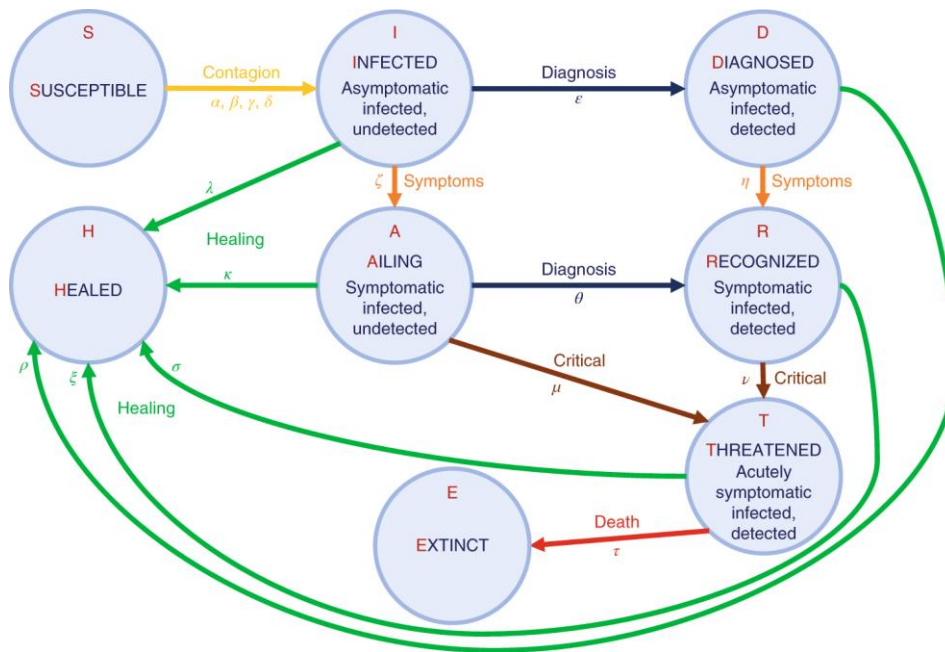 S
SUSCEPTIBLE
Contagion
α, β, γ, δ
I
INFECTED
Asymptomatic
infected,
undetected
Diagnosis
ε
D
DIAGNOSED
Asymptomatic
infected,
detected
λ
ζ Symptoms
η Symptoms
Healing
H
HEALED
κ
A
AILING
Symptomatic
infected,
undetected
Diagnosis
θ
R
RECOGNIZED
Symptomatic
infected,
detected
ρ
ξ
σ
Healing
Critical
μ
ν Critical
T
THREATENED
Acutely
symptomatic
infected,
detected
E
EXTINCT
Death
τ